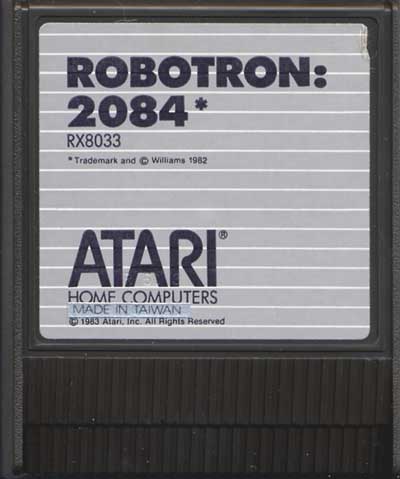 ROBOTRON:
2084*
RX8033
* Trademark and © Williams 1982
ATARI®
HOME COMPUTERS
MADE IN TAIWAN
© 1983 Atari, Inc. All Rights Reserved